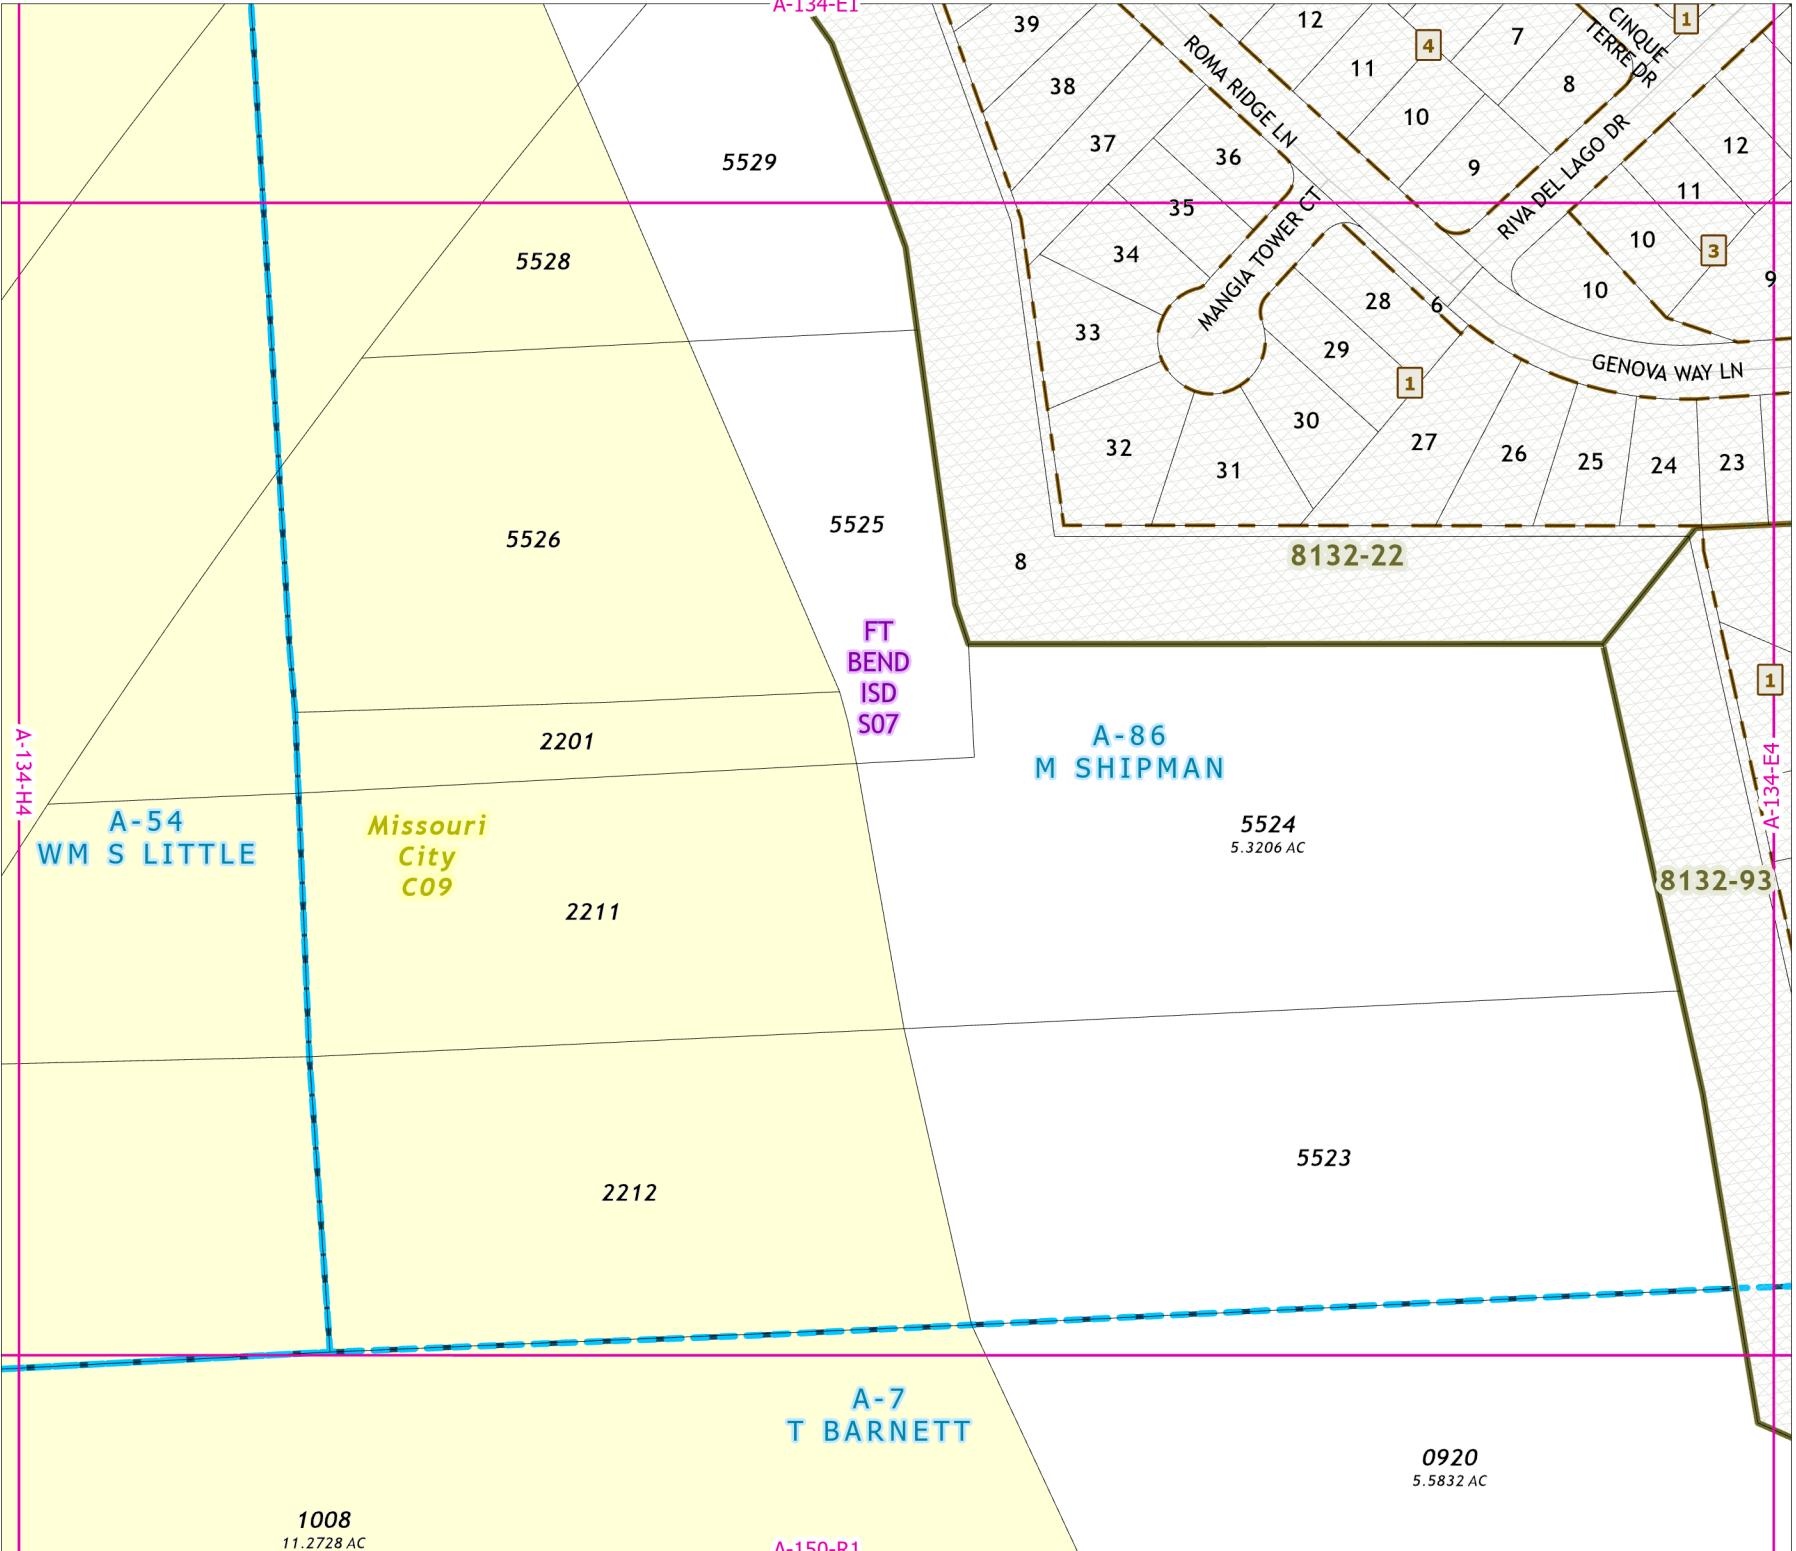 A-134-E1
39
12
4
7
CINQUE
TERRE DR
1
38
ROMA RIDGE LN
11
8
37
36
10
9
RIVA DEL LAGO DR
12
5529
35
MANGIA TOWER CT
11
5528
34
10
3
10
9
33
28
6
29
1
GENOVA WAY LN
32
31
30
27
26
25
24
23
5526
5525
8
8132-22
FT
BEND
ISD
S07
1
2201
A-86
M SHIPMAN
A-134-H4
A-134-E4
A-54
WM S LITTLE
Missouri
City
C09
5524
5.3206 AC
8132-93
2211
5523
2212
A-7
T BARNETT
0920
5.5832 AC
1008
11.2728 AC
A-150-R1